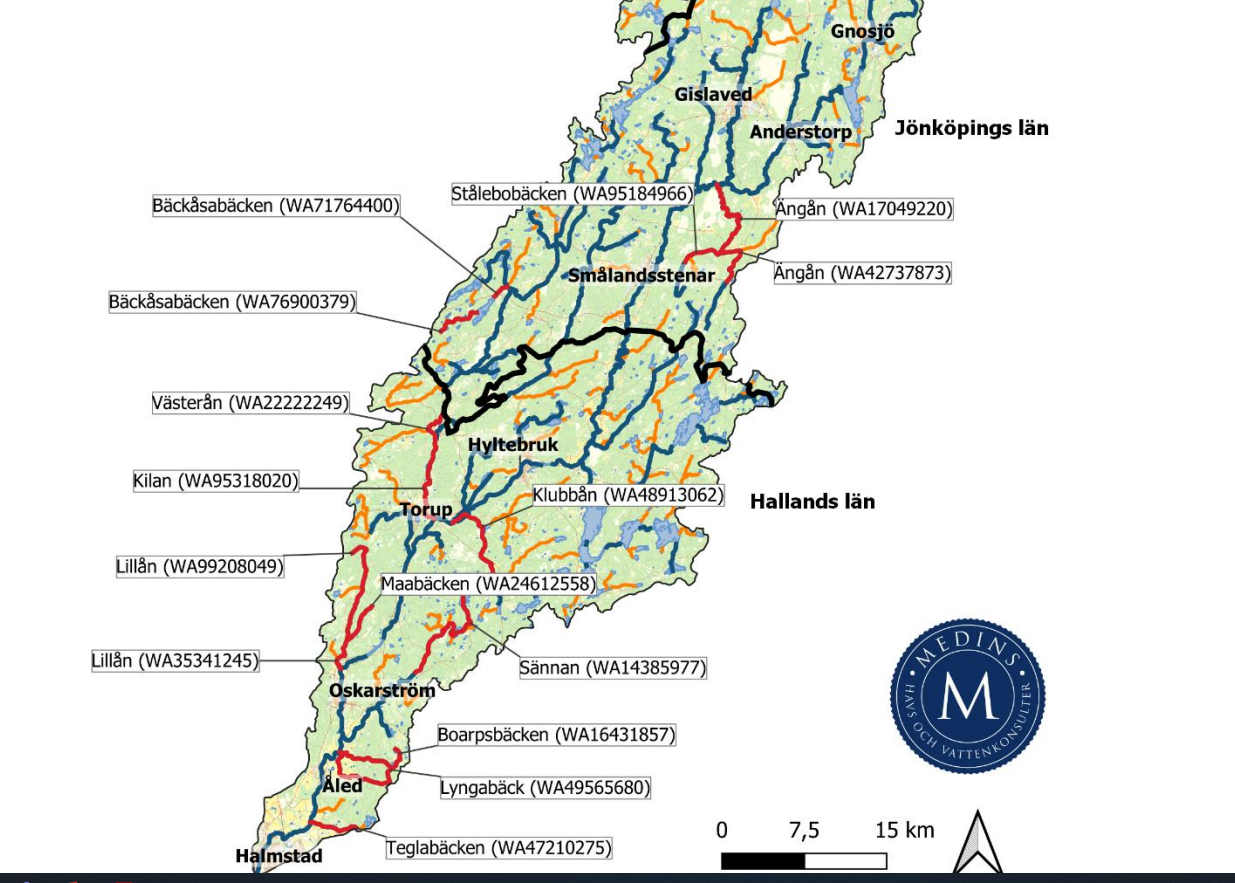 Gnosjö
Gislaved
Anderstorp
Jönköpings län
Stålebobäcken (WA95184966)
Bäckåsabäcken (WA71764400)
Ängån (WA17049220)
Smålandsstenar
Ängån (WA42737873)
Bäckåsabäcken (WA76900379)
Västerån (WA22222249)
Hyltebruk
Kilan (WA95318020)
Klubbån (WA48913062)
Hallands län
Torup
Lillån (WA99208049)
Maabäcken (WA24612558)
Lillån (WA35341245)
Sännan (WA14385977)
Oskarström
MEDINS
M
HAVS OCH VATTENKONSULTER
Boarpsbäcken (WA16431857)
Åled
Lyngabäck (WA49565680)
0 7,5 15 km
Teglabäcken (WA47210275)
Halmstad